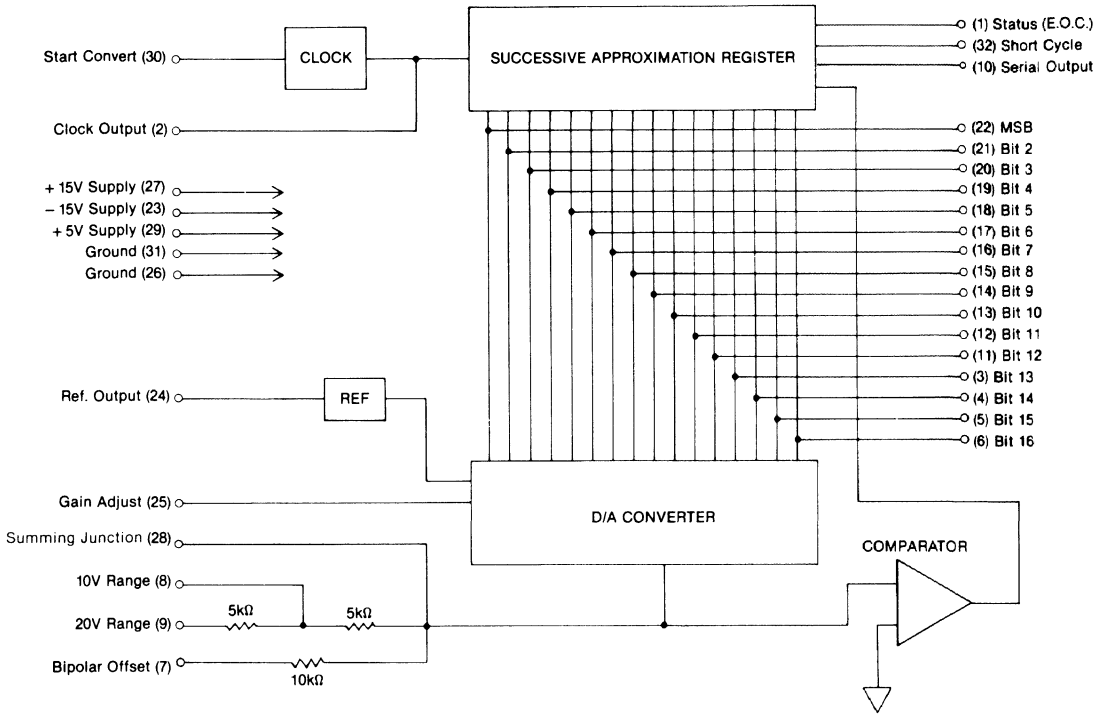 Start Convert (30)
CLOCK
SUCCESSIVE APPROXIMATION REGISTER
(1) Status (E.O.C.)
(32) Short Cycle
(10) Serial Output
Clock Output (2)
(22) MSB
(21) Bit 2
(20) Bit 3
(19) Bit 4
(18) Bit 5
(17) Bit 6
(16) Bit 7
(15) Bit 8
(14) Bit 9
(13) Bit 10
(12) Bit 11
(11) Bit 12
(3) Bit 13
(4) Bit 14
(5) Bit 15
(6) Bit 16
+ 15V Supply (27)
− 15V Supply (23)
+ 5V Supply (29)
Ground (31)
Ground (26)
Ref. Output (24)
REF
Gain Adjust (25)
D/A CONVERTER
Summing Junction (28)
COMPARATOR
10V Range (8)
5kΩ
5kΩ
20V Range (9)
Bipolar Offset (7)
10kΩ